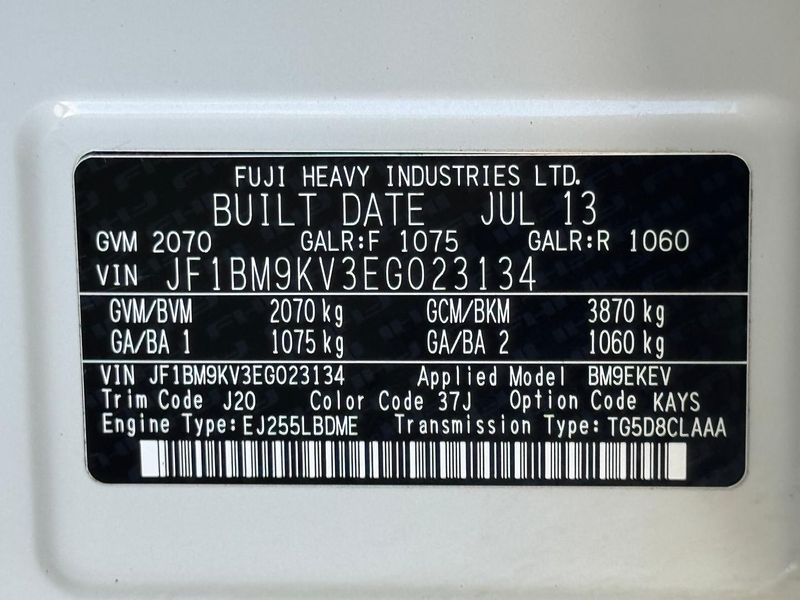 FUJI HEAVY INDUSTRIES LTD.
BUILT DATE JUL 13
GVM 2070 GALR:F 1075 GALR:R 1060
VIN JF1BM9KV3EG023134
GVM/BVM 2070 kg GCM/BKM 3870 kg
GA/BA 1 1075 kg GA/BA 2 1060 kg
VIN JF1BM9KV3EG023134 Applied Model BM9EKEV
Trim Code J20 Color Code 37J Option Code KAYS
Engine Type:EJ255LBDME Transmission Type:TG5D8CLAAA